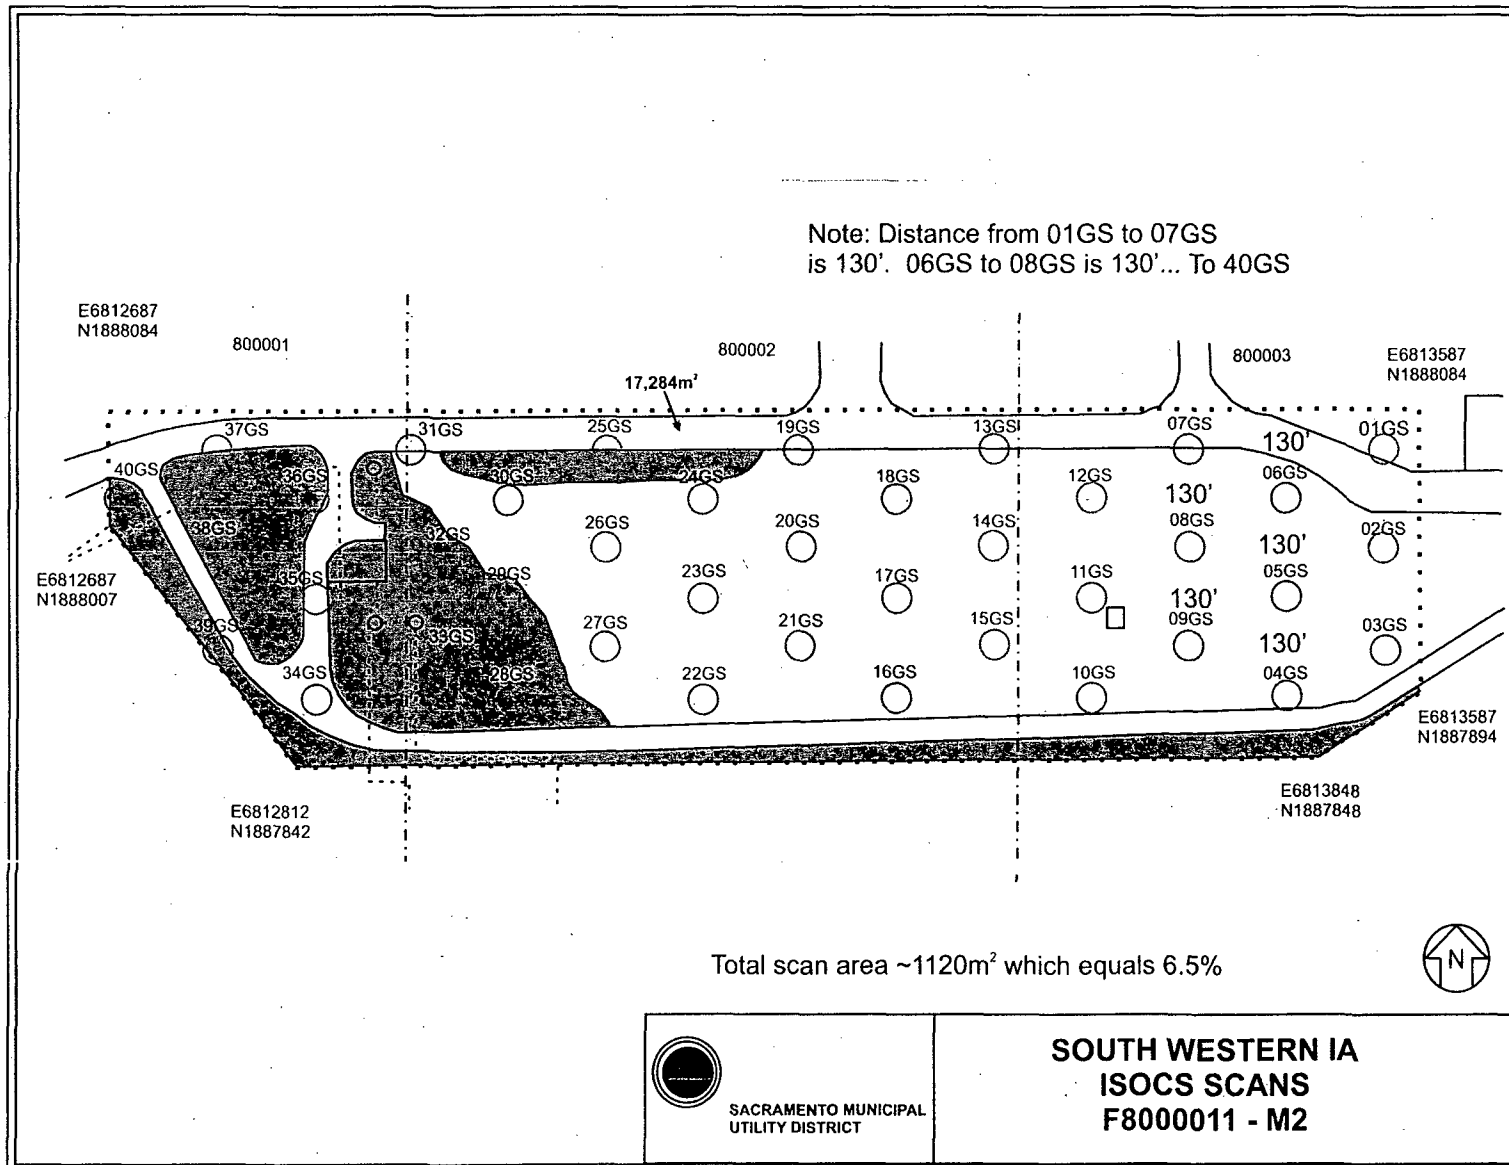 Note: Distance from 01GS to 07GS
is 130'. 06GS to 08GS is 130'... To 40GS
E6812687
N1888084
800001
800002
800003
E6813587
N1888084
17,284m²
37GS
31GS
25GS
19GS
13GS
07GS
130'
01GS
40GS
36GS
30GS
24GS
18GS
12GS
130'
06GS
38GS
32GS
26GS
20GS
14GS
08GS
130'
02GS
E6812687
N1888007
35GS
29GS
23GS
17GS
11GS
130'
05GS
39GS
33GS
27GS
21GS
15GS
09GS
130'
03GS
34GS
28GS
22GS
16GS
10GS
04GS
E6813587
N1887894
E6812812
N1887842
E6813848
N1887848
Total scan area ~1120m² which equals 6.5%
N
SACRAMENTO MUNICIPAL
UTILITY DISTRICT
SOUTH WESTERN IA
ISOCS SCANS
F8000011 - M2